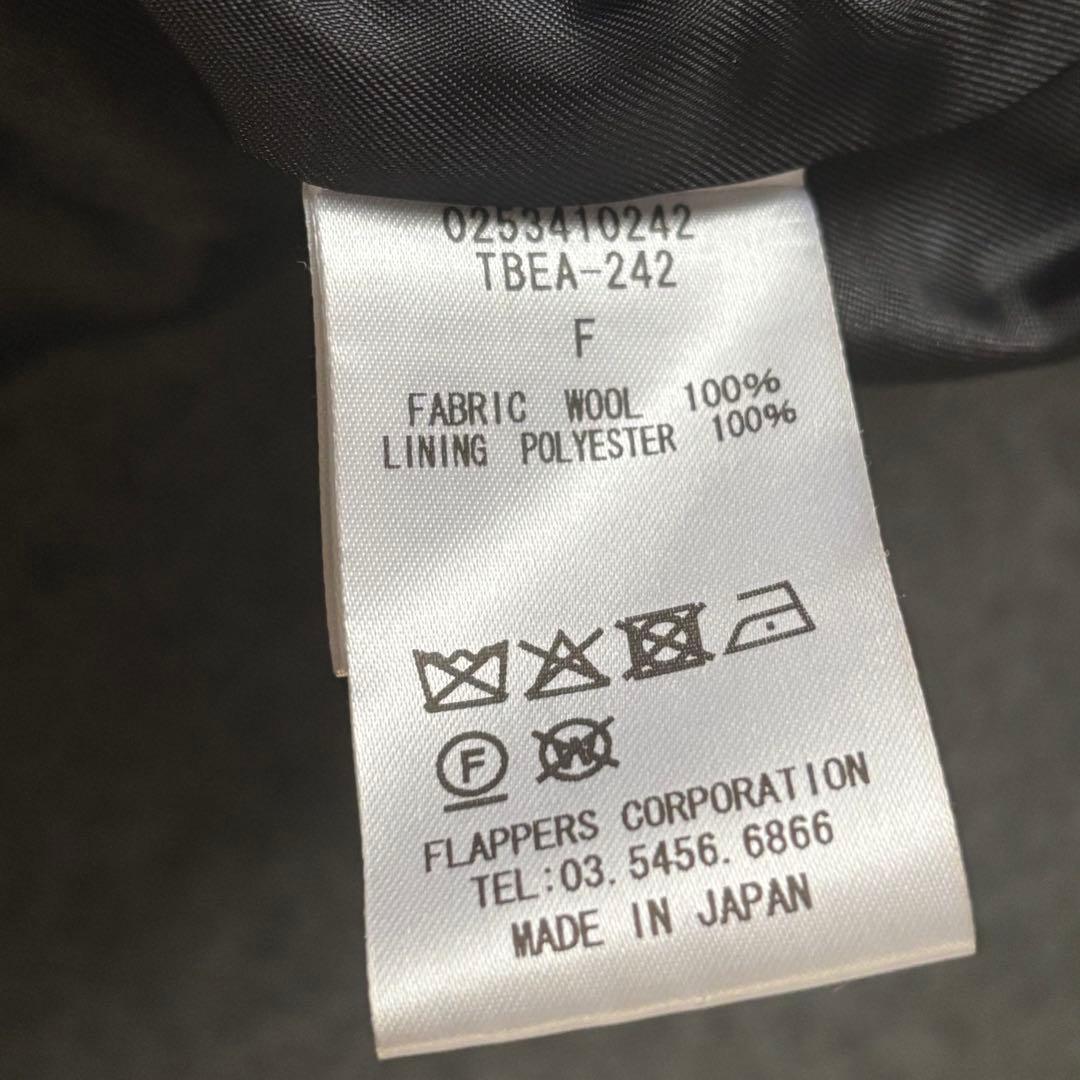 0253410242
TBEA-242
F
FABRIC WOOL 100%
LINING POLYESTER 100%
F W
FLAPPERS CORPORATION
TEL:03. 5456. 6866
MADE IN JAPAN